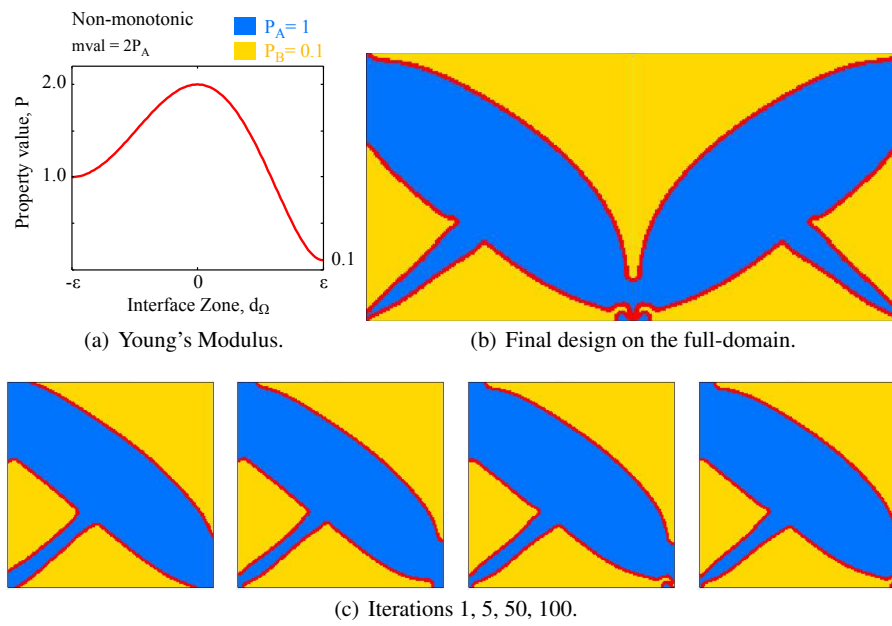 Non-monotonic
mval = 2P_A
P_A= 1
P_B= 0.1
2.0
1.0
0.1
Property value, P
-ε
0
ε
Interface Zone, d_Ω
(a) Young's Modulus.
(b) Final design on the full-domain.
(c) Iterations 1, 5, 50, 100.